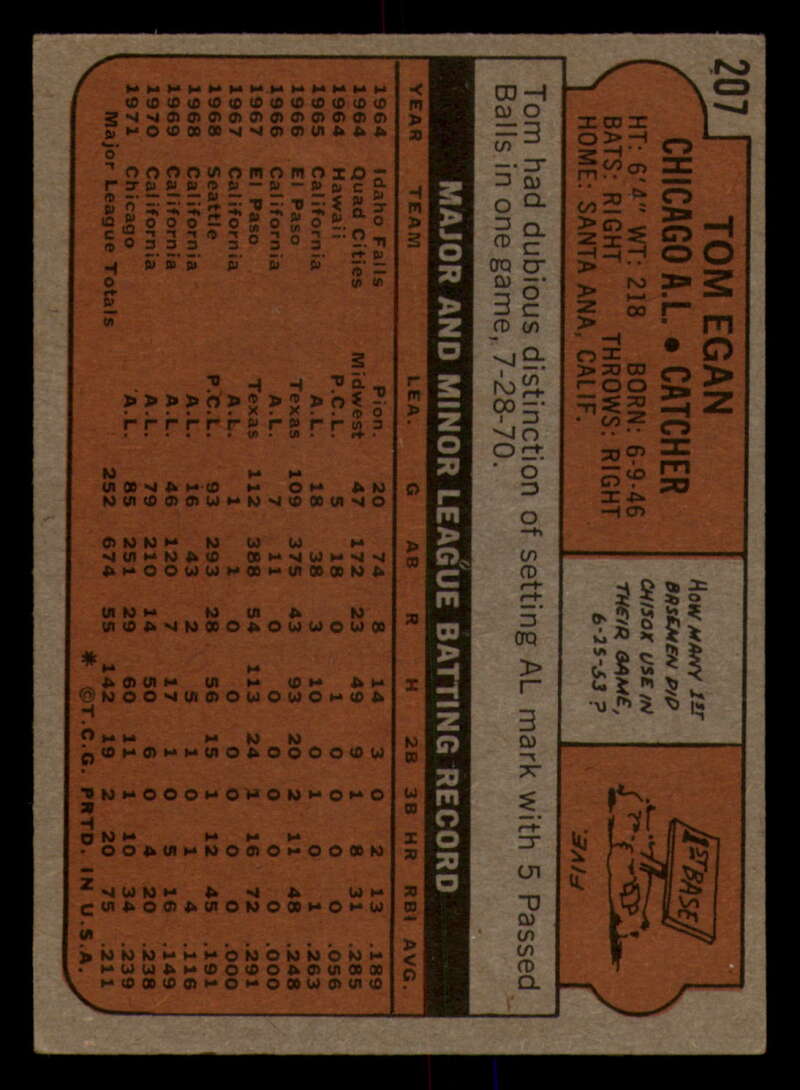 207
TOM EGAN
CHICAGO A.L. • CATCHER
HT: 6'4" WT: 218 BORN: 6-9-46
BATS: RIGHT THROWS: RIGHT
HOME: SANTA ANA, CALIF.
HOW MANY 1ST
BASEMEN DID
CHISOX USE IN
THEIR GAME,
6-25-53?
1ST BASE
FIVE.
Tom had dubious distinction of setting AL mark with 5 Passed
Balls in one game, 7-28-70.
MAJOR AND MINOR LEAGUE BATTING RECORD
YEAR TEAM LEA. G AB R H 2B 3B HR RBI AVG.
1964 Idaho Falls Pion. 20 74 8 14 3 0 2 13 .189
1964 Quad Cities Midwest 47 172 23 49 9 1 8 31 .285
1964 Hawaii P.C.L. 5 18 0 1 0 0 0 0 .056
1965 California A.L. 18 38 3 10 0 1 0 1 .263
1966 El Paso Texas 109 375 43 93 20 2 11 48 .248
1966 California A.L. 7 11 0 0 0 0 0 0 .000
1967 El Paso Texas 112 388 54 113 24 1 16 72 .291
1967 California A.L. 1 1 0 0 0 0 0 0 .000
1968 Seattle P.C.L. 93 293 28 56 15 1 12 45 .191
1968 California A.L. 16 43 2 5 1 0 1 4 .116
1969 California A.L. 46 120 7 17 1 0 5 16 .149
1970 California A.L. 79 210 14 50 6 0 4 20 .238
1971 Chicago A.L. 85 251 29 60 11 1 10 34 .239
Major League Totals 252 674 55 142 19 2 20 75 .211
* ©T.C.G. PRTD. IN U.S.A.